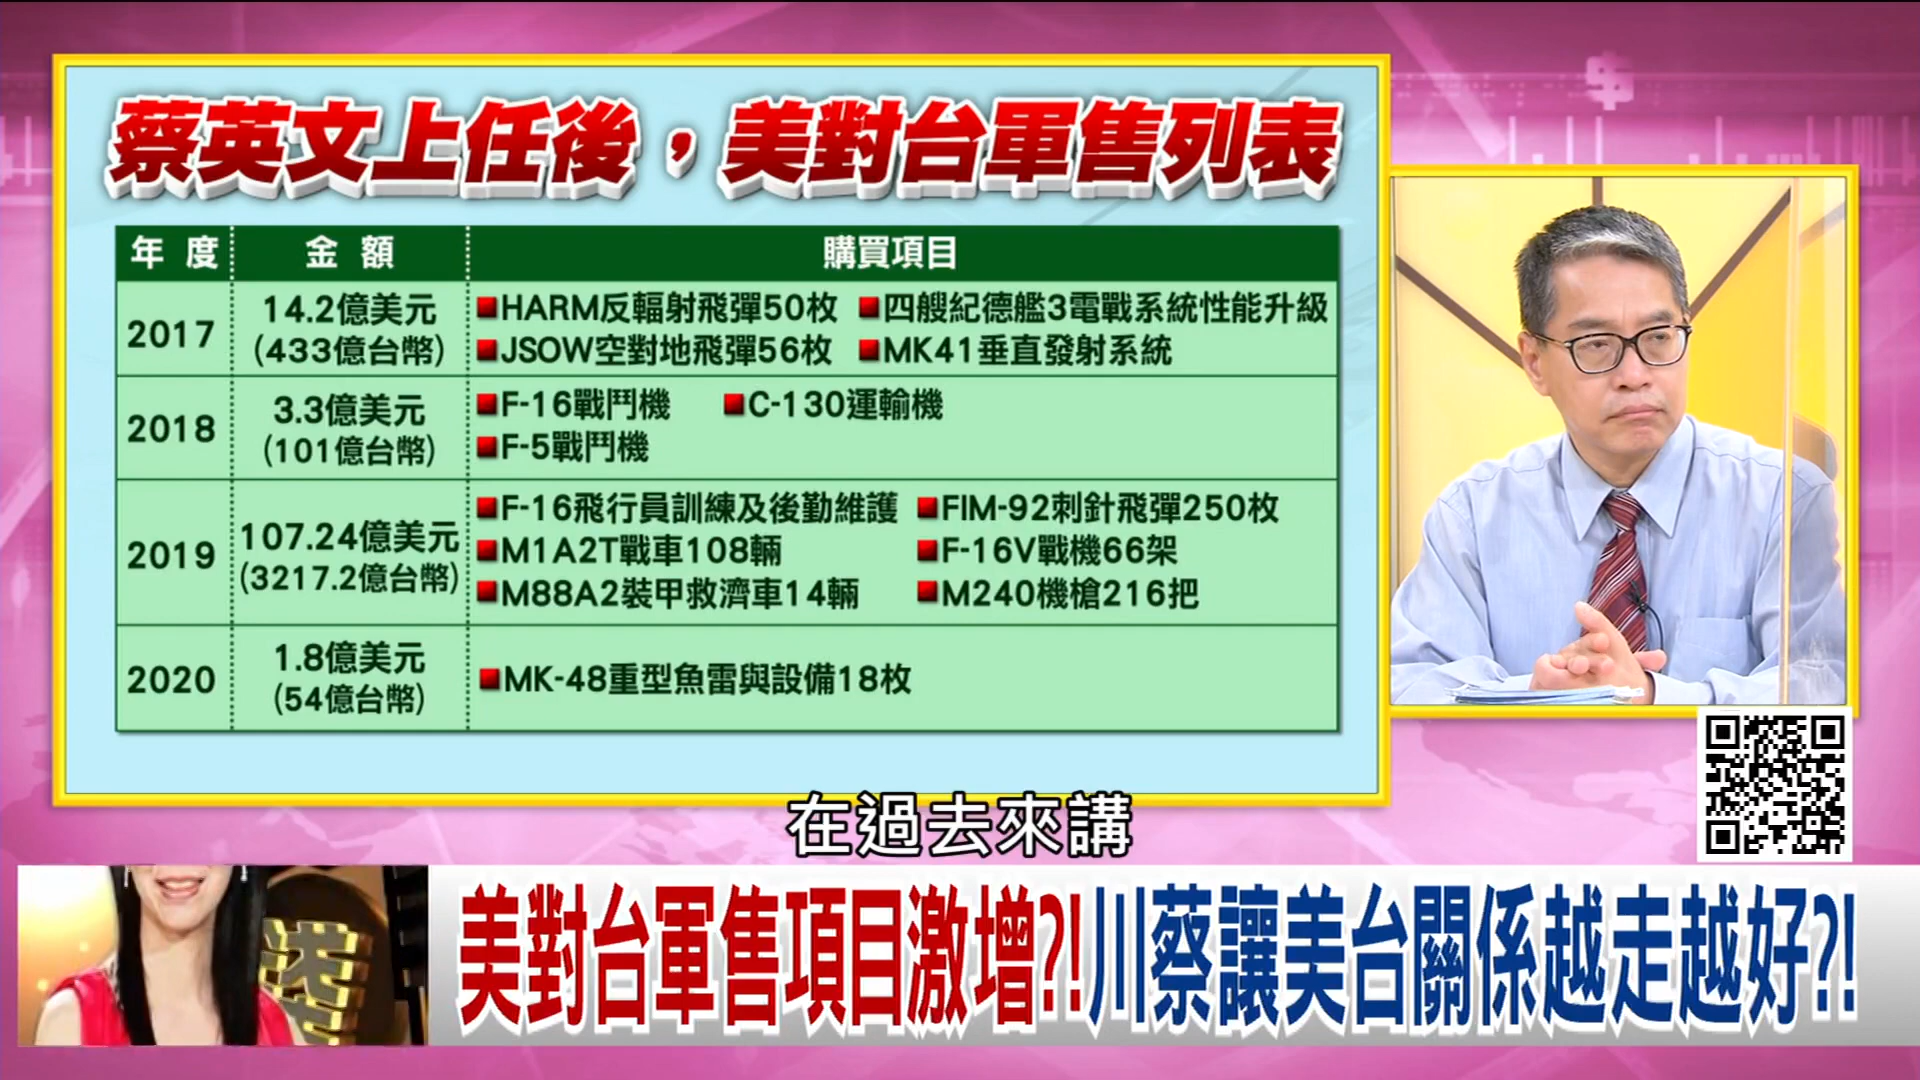 蔡英文上任後，美對台軍售列表
年度 金額 購買項目
2017
14.2億美元
(433億台幣)
HARM反輻射飛彈50枚 四艘紀德艦3電戰系統性能升級
JSOW空對地飛彈56枚 MK41垂直發射系統
2018
3.3億美元
(101億台幣)
F-16戰鬥機 C-130運輸機
F-5戰鬥機
2019
107.24億美元
(3217.2億台幣)
F-16飛行員訓練及後勤維護 FIM-92刺針飛彈250枚
M1A2T戰車108輛 F-16V戰機66架
M88A2裝甲救濟車14輛 M240機槍216把
2020
1.8億美元
(54億台幣)
MK-48重型魚雷與設備18枚
在過去來講
美對台軍售項目激增?!川蔡讓美台關係越走越好?!